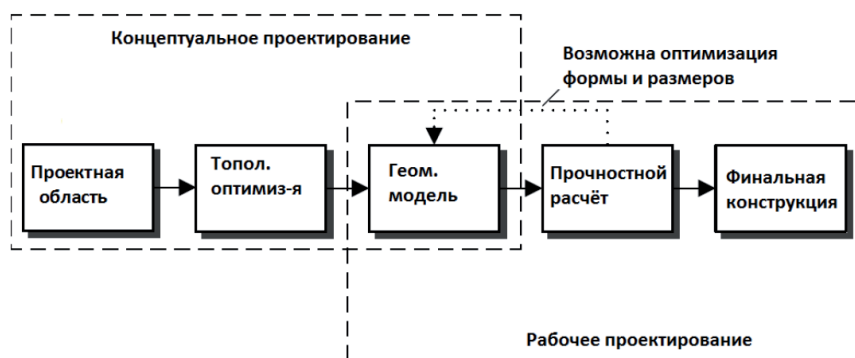 Концептуальное проектирование
Возможна оптимизация
формы и размеров
Проектная
область
Топол.
оптимиз-я
Геом.
модель
Прочностной
расчёт
Финальная
конструкция
Рабочее проектирование